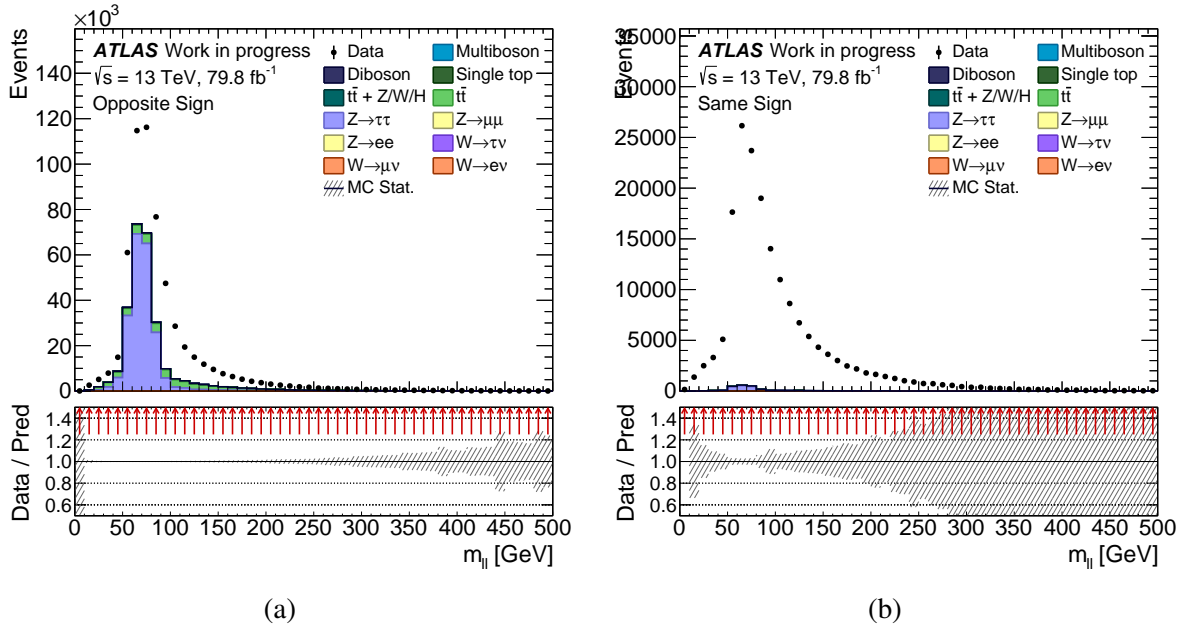 ×10³
Events
160
140
120
100
80
60
40
20
0
ATLAS Work in progress
√s = 13 TeV, 79.8 fb⁻¹
Opposite Sign
Data
Multiboson
Diboson
Single top
tt̄ + Z/W/H
tt̄
Z→ττ
Z→μμ
Z→ee
W→τν
W→μν
W→eν
MC Stat.
Data / Pred
1.4
1.2
1.0
0.8
0.6
0 50 100 150 200 250 300 350 400 450 500
m_ll [GeV]
(a)
Events
35000
30000
25000
20000
15000
10000
5000
0
ATLAS Work in progress
√s = 13 TeV, 79.8 fb⁻¹
Same Sign
Data
Multiboson
Diboson
Single top
tt̄ + Z/W/H
tt̄
Z→ττ
Z→μμ
Z→ee
W→τν
W→μν
W→eν
MC Stat.
Data / Pred
1.4
1.2
1.0
0.8
0.6
0 50 100 150 200 250 300 350 400 450 500
m_ll [GeV]
(b)